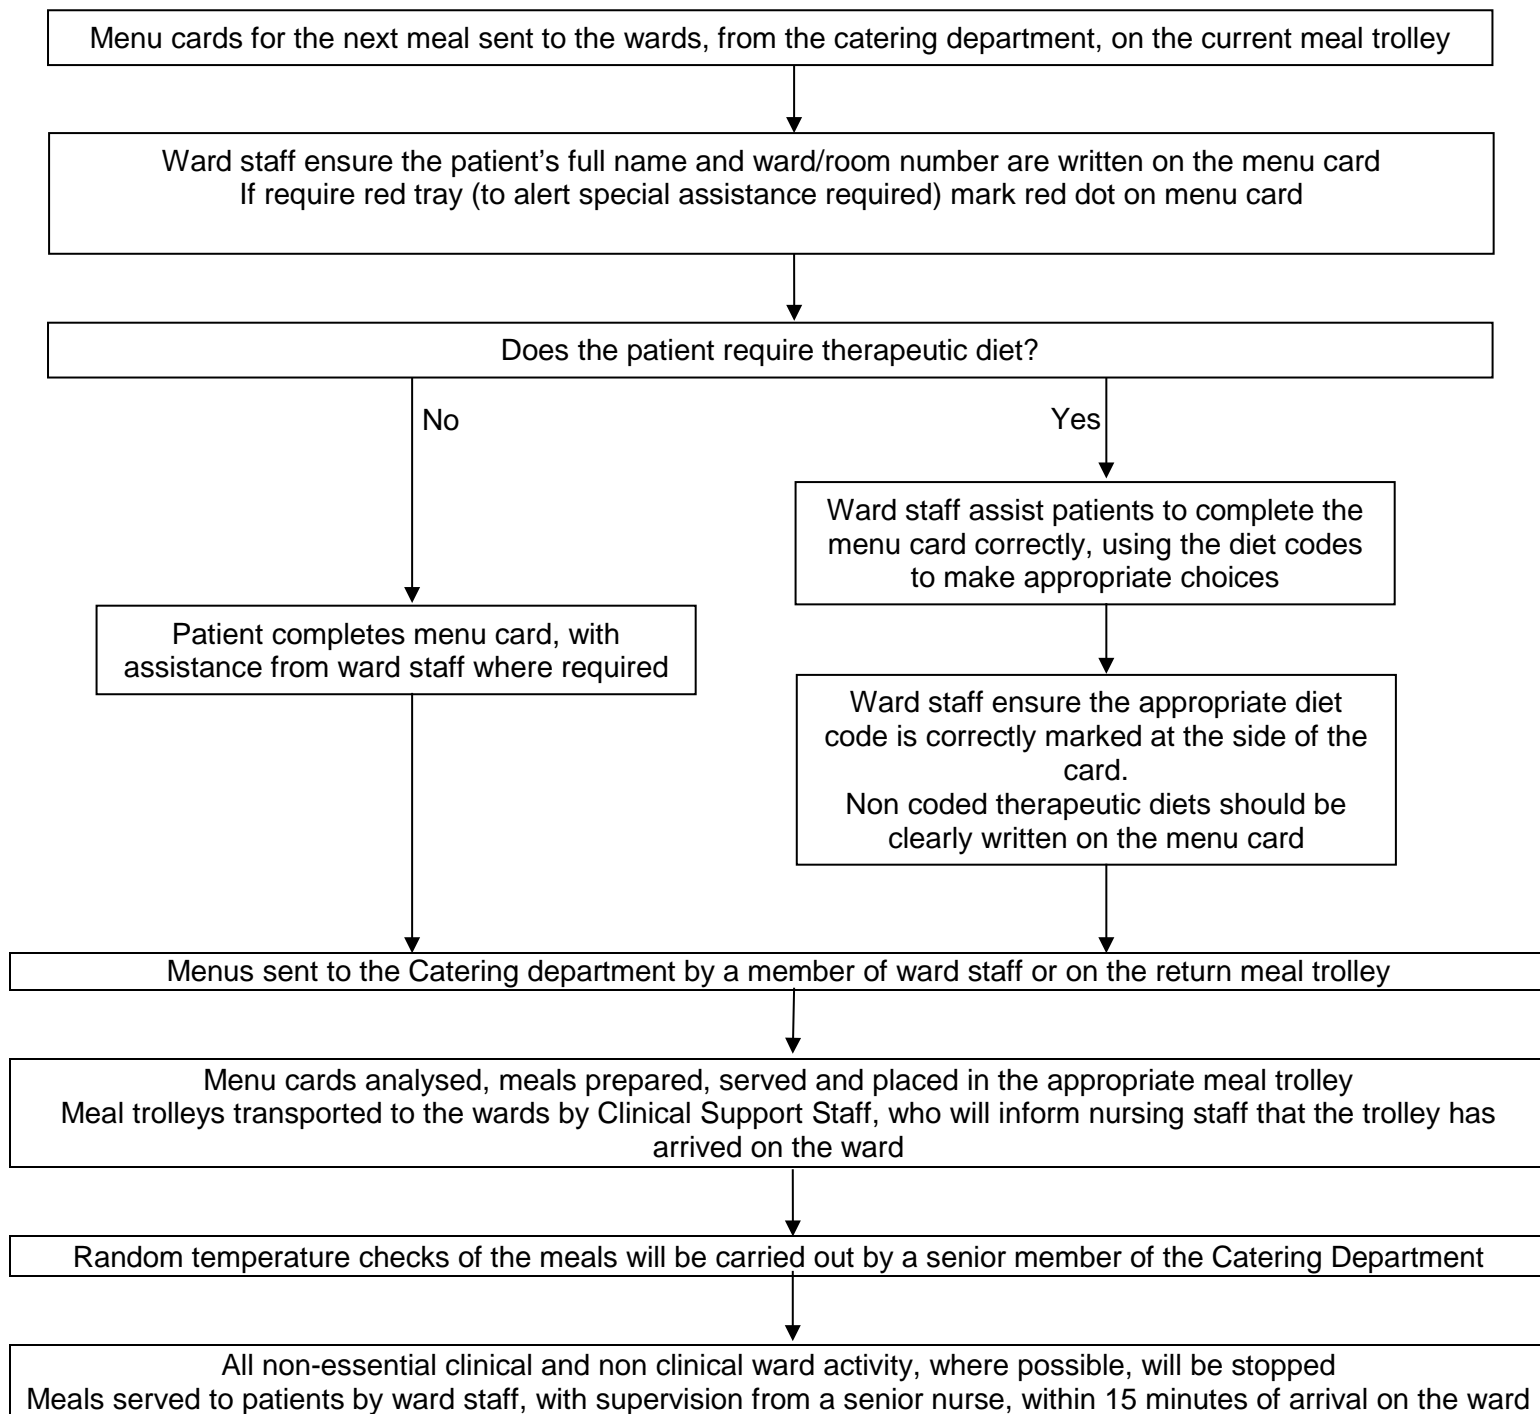 Menu cards for the next meal sent to the wards, from the catering department, on the current meal trolley
Ward staff ensure the patient’s full name and ward/room number are written on the menu card
If require red tray (to alert special assistance required) mark red dot on menu card
Does the patient require therapeutic diet?
No
Yes
Ward staff assist patients to complete the
menu card correctly, using the diet codes
to make appropriate choices
Patient completes menu card, with
assistance from ward staff where required
Ward staff ensure the appropriate diet
code is correctly marked at the side of the
card.
Non coded therapeutic diets should be
clearly written on the menu card
Menus sent to the Catering department by a member of ward staff or on the return meal trolley
Menu cards analysed, meals prepared, served and placed in the appropriate meal trolley
Meal trolleys transported to the wards by Clinical Support Staff, who will inform nursing staff that the trolley has
arrived on the ward
Random temperature checks of the meals will be carried out by a senior member of the Catering Department
All non-essential clinical and non clinical ward activity, where possible, will be stopped
Meals served to patients by ward staff, with supervision from a senior nurse, within 15 minutes of arrival on the ward